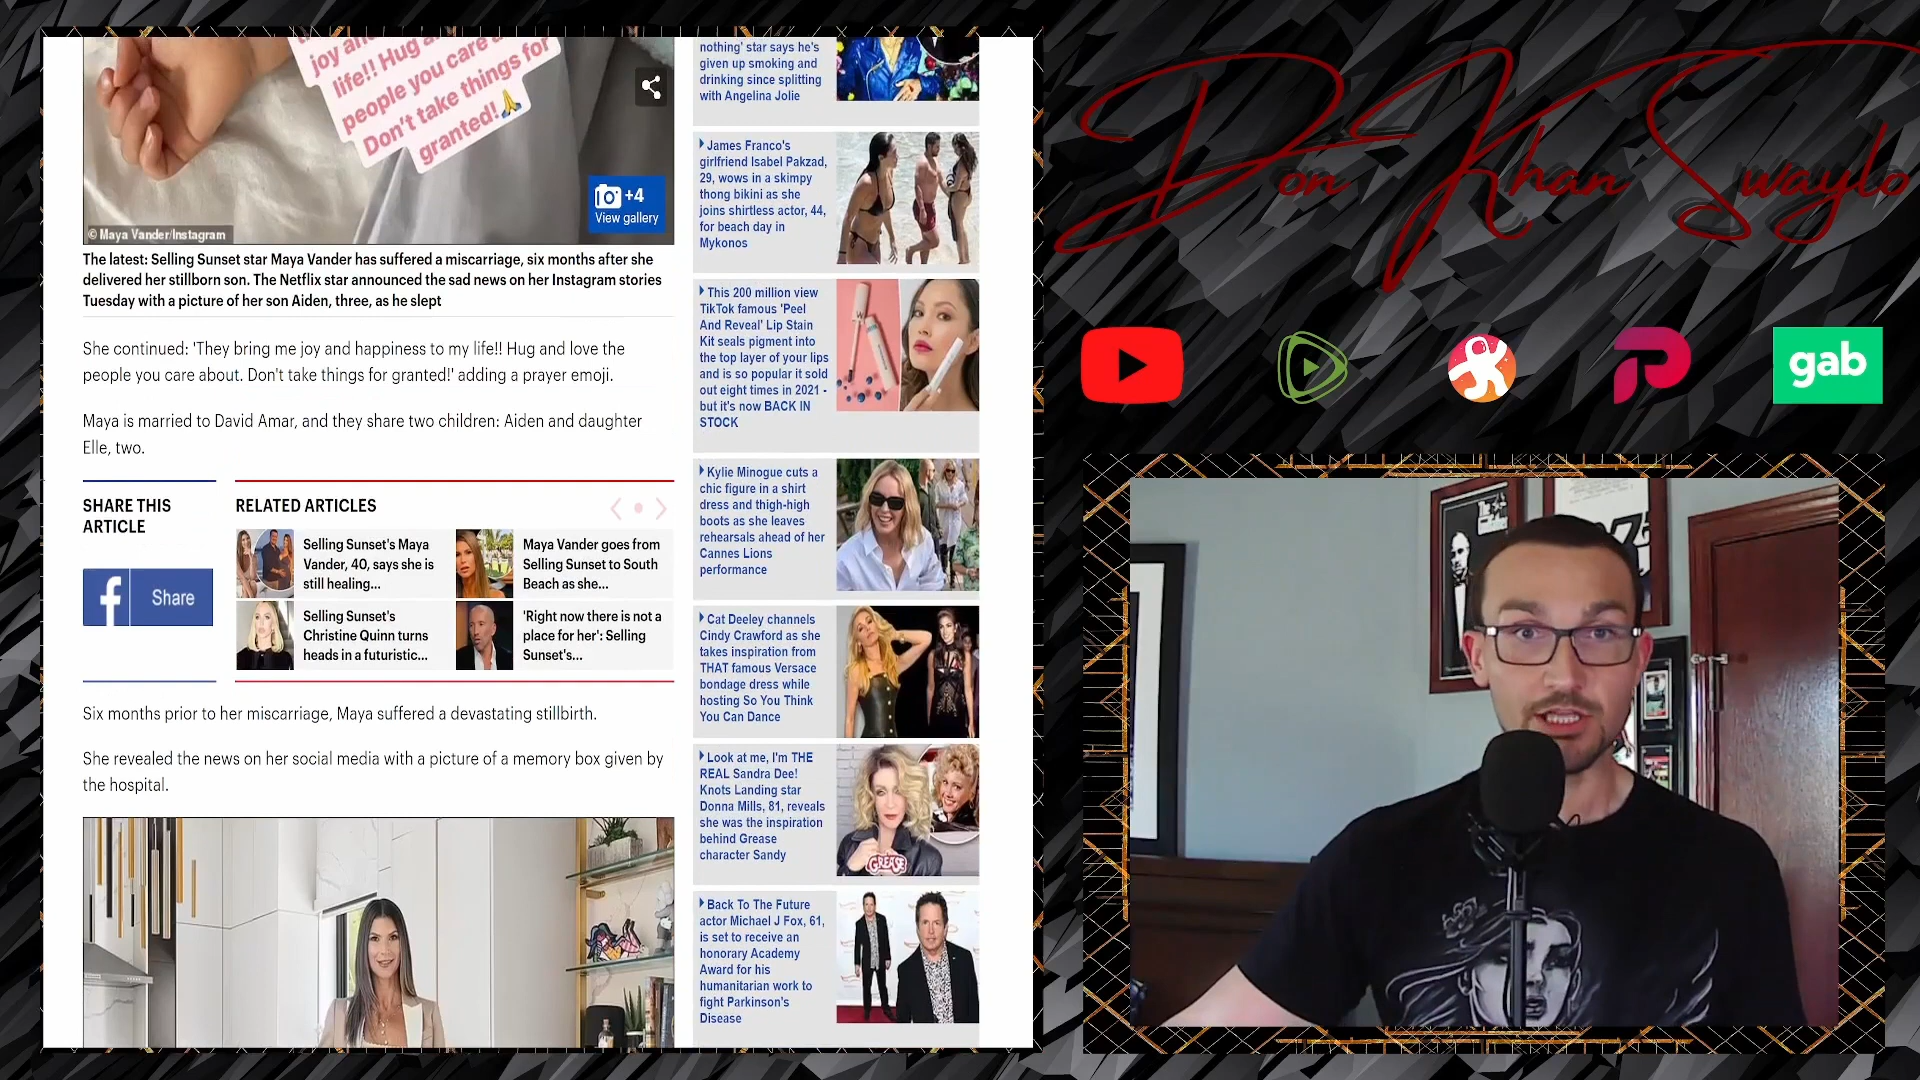 joy an
life!! Hug a
people you care a
Don't take things for
granted!🙏
+4
View gallery
© Maya Vander/Instagram
The latest: Selling Sunset star Maya Vander has suffered a miscarriage, six months after she
delivered her stillborn son. The Netflix star announced the sad news on her Instagram stories
Tuesday with a picture of her son Aiden, three, as he slept
She continued: 'They bring me joy and happiness to my life!! Hug and love the
people you care about. Don't take things for granted!' adding a prayer emoji.
Maya is married to David Amar, and they share two children: Aiden and daughter
Elle, two.
SHARE THIS
ARTICLE
Share
RELATED ARTICLES
Selling Sunset's Maya
Vander, 40, says she is
still healing...
Maya Vander goes from
Selling Sunset to South
Beach as she...
Selling Sunset's
Christine Quinn turns
heads in a futuristic...
'Right now there is not a
place for her': Selling
Sunset's...
Six months prior to her miscarriage, Maya suffered a devastating stillbirth.
She revealed the news on her social media with a picture of a memory box given by
the hospital.
nothing' star says he's
given up smoking and
drinking since splitting
with Angelina Jolie
James Franco's
girlfriend Isabel Pakzad,
29, wows in a skimpy
thong bikini as she
joins shirtless actor, 44,
for beach day in
Mykonos
This 200 million view
TikTok famous 'Peel
And Reveal' Lip Stain
Kit seals pigment into
the top layer of your lips
and is so popular it sold
out eight times in 2021 -
but it's now BACK IN
STOCK
Kylie Minogue cuts a
chic figure in a shirt
dress and thigh-high
boots as she leaves
rehearsals ahead of her
Cannes Lions
performance
Cat Deeley channels
Cindy Crawford as she
takes inspiration from
THAT famous Versace
bondage dress while
hosting So You Think
You Can Dance
Look at me, I'm THE
REAL Sandra Dee!
Knots Landing star
Donna Mills, 81, reveals
she was the inspiration
behind Grease
character Sandy
GREASE
Back To The Future
actor Michael J Fox, 61,
is set to receive an
honorary Academy
Award for his
humanitarian work to
fight Parkinson's
Disease
Don Khan Swaylo
gab